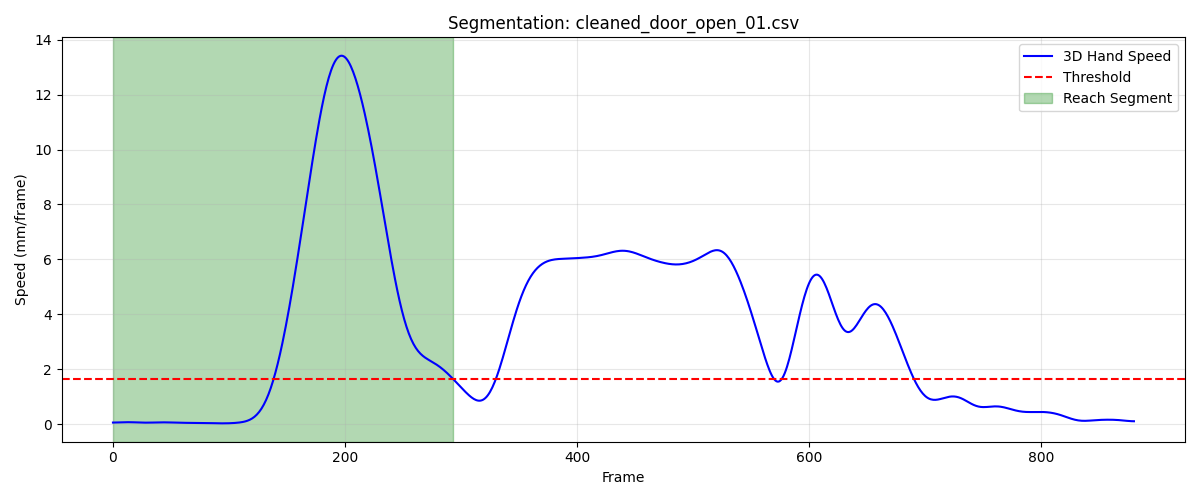 Segmentation: cleaned_door_open_01.csv
3D Hand Speed
Threshold
Reach Segment
Speed (mm/frame)
14
12
10
8
6
4
2
0
0 200 400 600 800
Frame